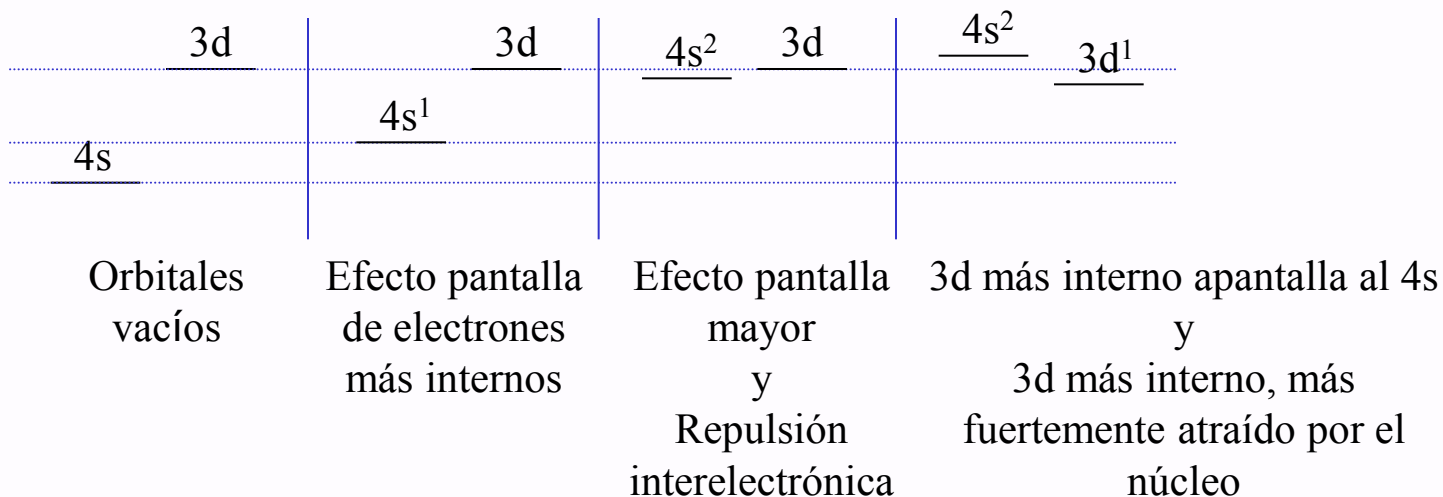 3d
4s
Orbitales
vacíos
3d
4s¹
Efecto pantalla
de electrones
más internos
4s² 3d
Efecto pantalla
mayor
y
Repulsión
interelectrónica
4s²
3d¹
3d más interno apantalla al 4s
y
3d más interno, más
fuertemente atraído por el
núcleo